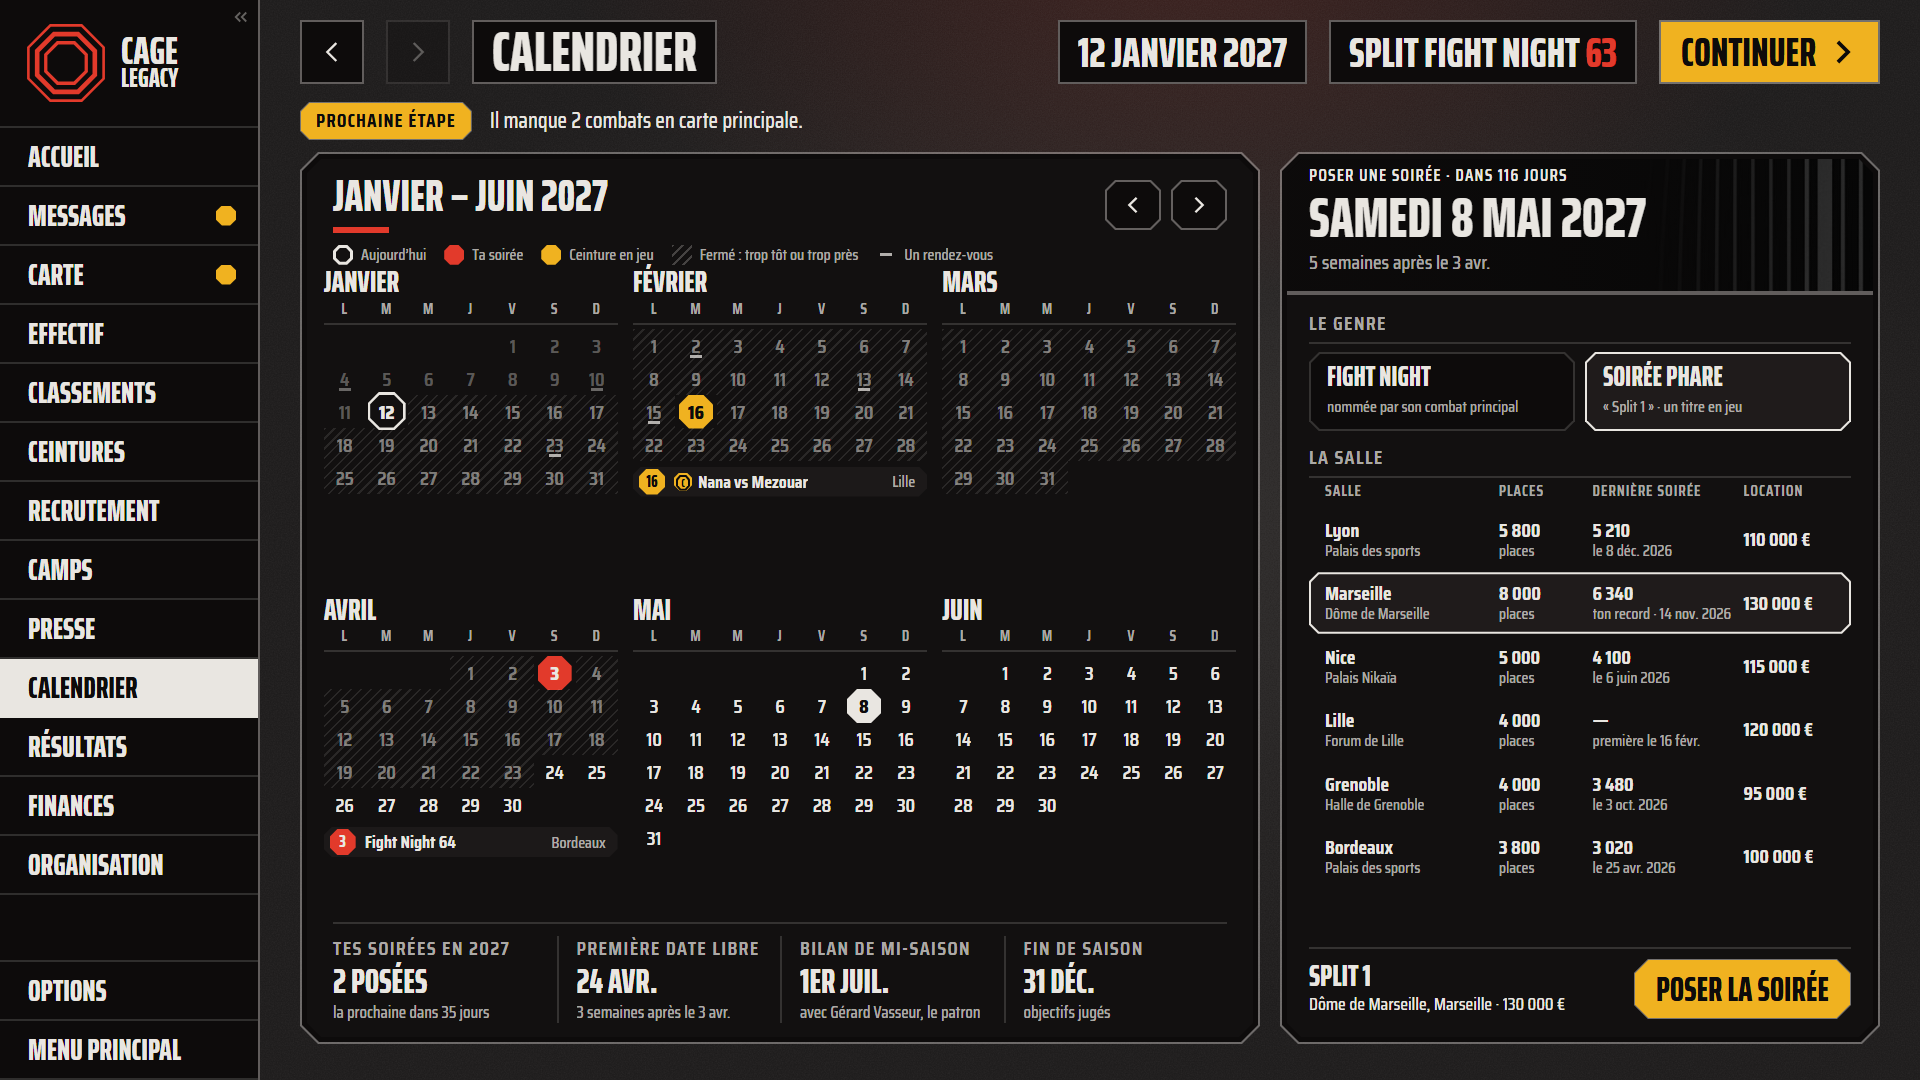 CAGE
LEGACY
ACCUEIL
MESSAGES
CARTE
EFFECTIF
CLASSEMENTS
CEINTURES
RECRUTEMENT
CAMPS
PRESSE
CALENDRIER
RÉSULTATS
FINANCES
ORGANISATION
OPTIONS
MENU PRINCIPAL
CALENDRIER
12 JANVIER 2027
SPLIT FIGHT NIGHT 63
CONTINUER
PROCHAINE ÉTAPE Il manque 2 combats en carte principale.
JANVIER – JUIN 2027
Aujourd'hui Ta soirée Ceinture en jeu Fermé : trop tôt ou trop près Un rendez-vous
JANVIER
L M M J V S D
1 2 3
4 5 6 7 8 9 10
11 12 13 14 15 16 17
18 19 20 21 22 23 24
25 26 27 28 29 30 31
FÉVRIER
L M M J V S D
1 2 3 4 5 6 7
8 9 10 11 12 13 14
15 16 17 18 19 20 21
22 23 24 25 26 27 28
16 Nana vs Mezouar Lille
MARS
L M M J V S D
1 2 3 4 5 6 7
8 9 10 11 12 13 14
15 16 17 18 19 20 21
22 23 24 25 26 27 28
29 30 31
AVRIL
L M M J V S D
1 2 3 4
5 6 7 8 9 10 11
12 13 14 15 16 17 18
19 20 21 22 23 24 25
26 27 28 29 30
3 Fight Night 64 Bordeaux
MAI
L M M J V S D
1 2
3 4 5 6 7 8 9
10 11 12 13 14 15 16
17 18 19 20 21 22 23
24 25 26 27 28 29 30
31
JUIN
L M M J V S D
1 2 3 4 5 6
7 8 9 10 11 12 13
14 15 16 17 18 19 20
21 22 23 24 25 26 27
28 29 30
TES SOIRÉES EN 2027
2 POSÉES
la prochaine dans 35 jours
PREMIÈRE DATE LIBRE
24 AVR.
3 semaines après le 3 avr.
BILAN DE MI-SAISON
1ER JUIL.
avec Gérard Vasseur, le patron
FIN DE SAISON
31 DÉC.
objectifs jugés
POSER UNE SOIRÉE · DANS 116 JOURS
SAMEDI 8 MAI 2027
5 semaines après le 3 avr.
LE GENRE
FIGHT NIGHT
nommée par son combat principal
SOIRÉE PHARE
« Split 1 » · un titre en jeu
LA SALLE
SALLE PLACES DERNIÈRE SOIRÉE LOCATION
Lyon 5 800 5 210 110 000 €
Palais des sports places le 8 déc. 2026
Marseille 8 000 6 340 130 000 €
Dôme de Marseille places ton record · 14 nov. 2026
Nice 5 000 4 100 115 000 €
Palais Nikaïa places le 6 juin 2026
Lille 4 000 — 120 000 €
Forum de Lille places première le 16 févr.
Grenoble 4 000 3 480 95 000 €
Halle de Grenoble places le 3 oct. 2026
Bordeaux 3 800 3 020 100 000 €
Palais des sports places le 25 avr. 2026
SPLIT 1
Dôme de Marseille, Marseille · 130 000 €
POSER LA SOIRÉE